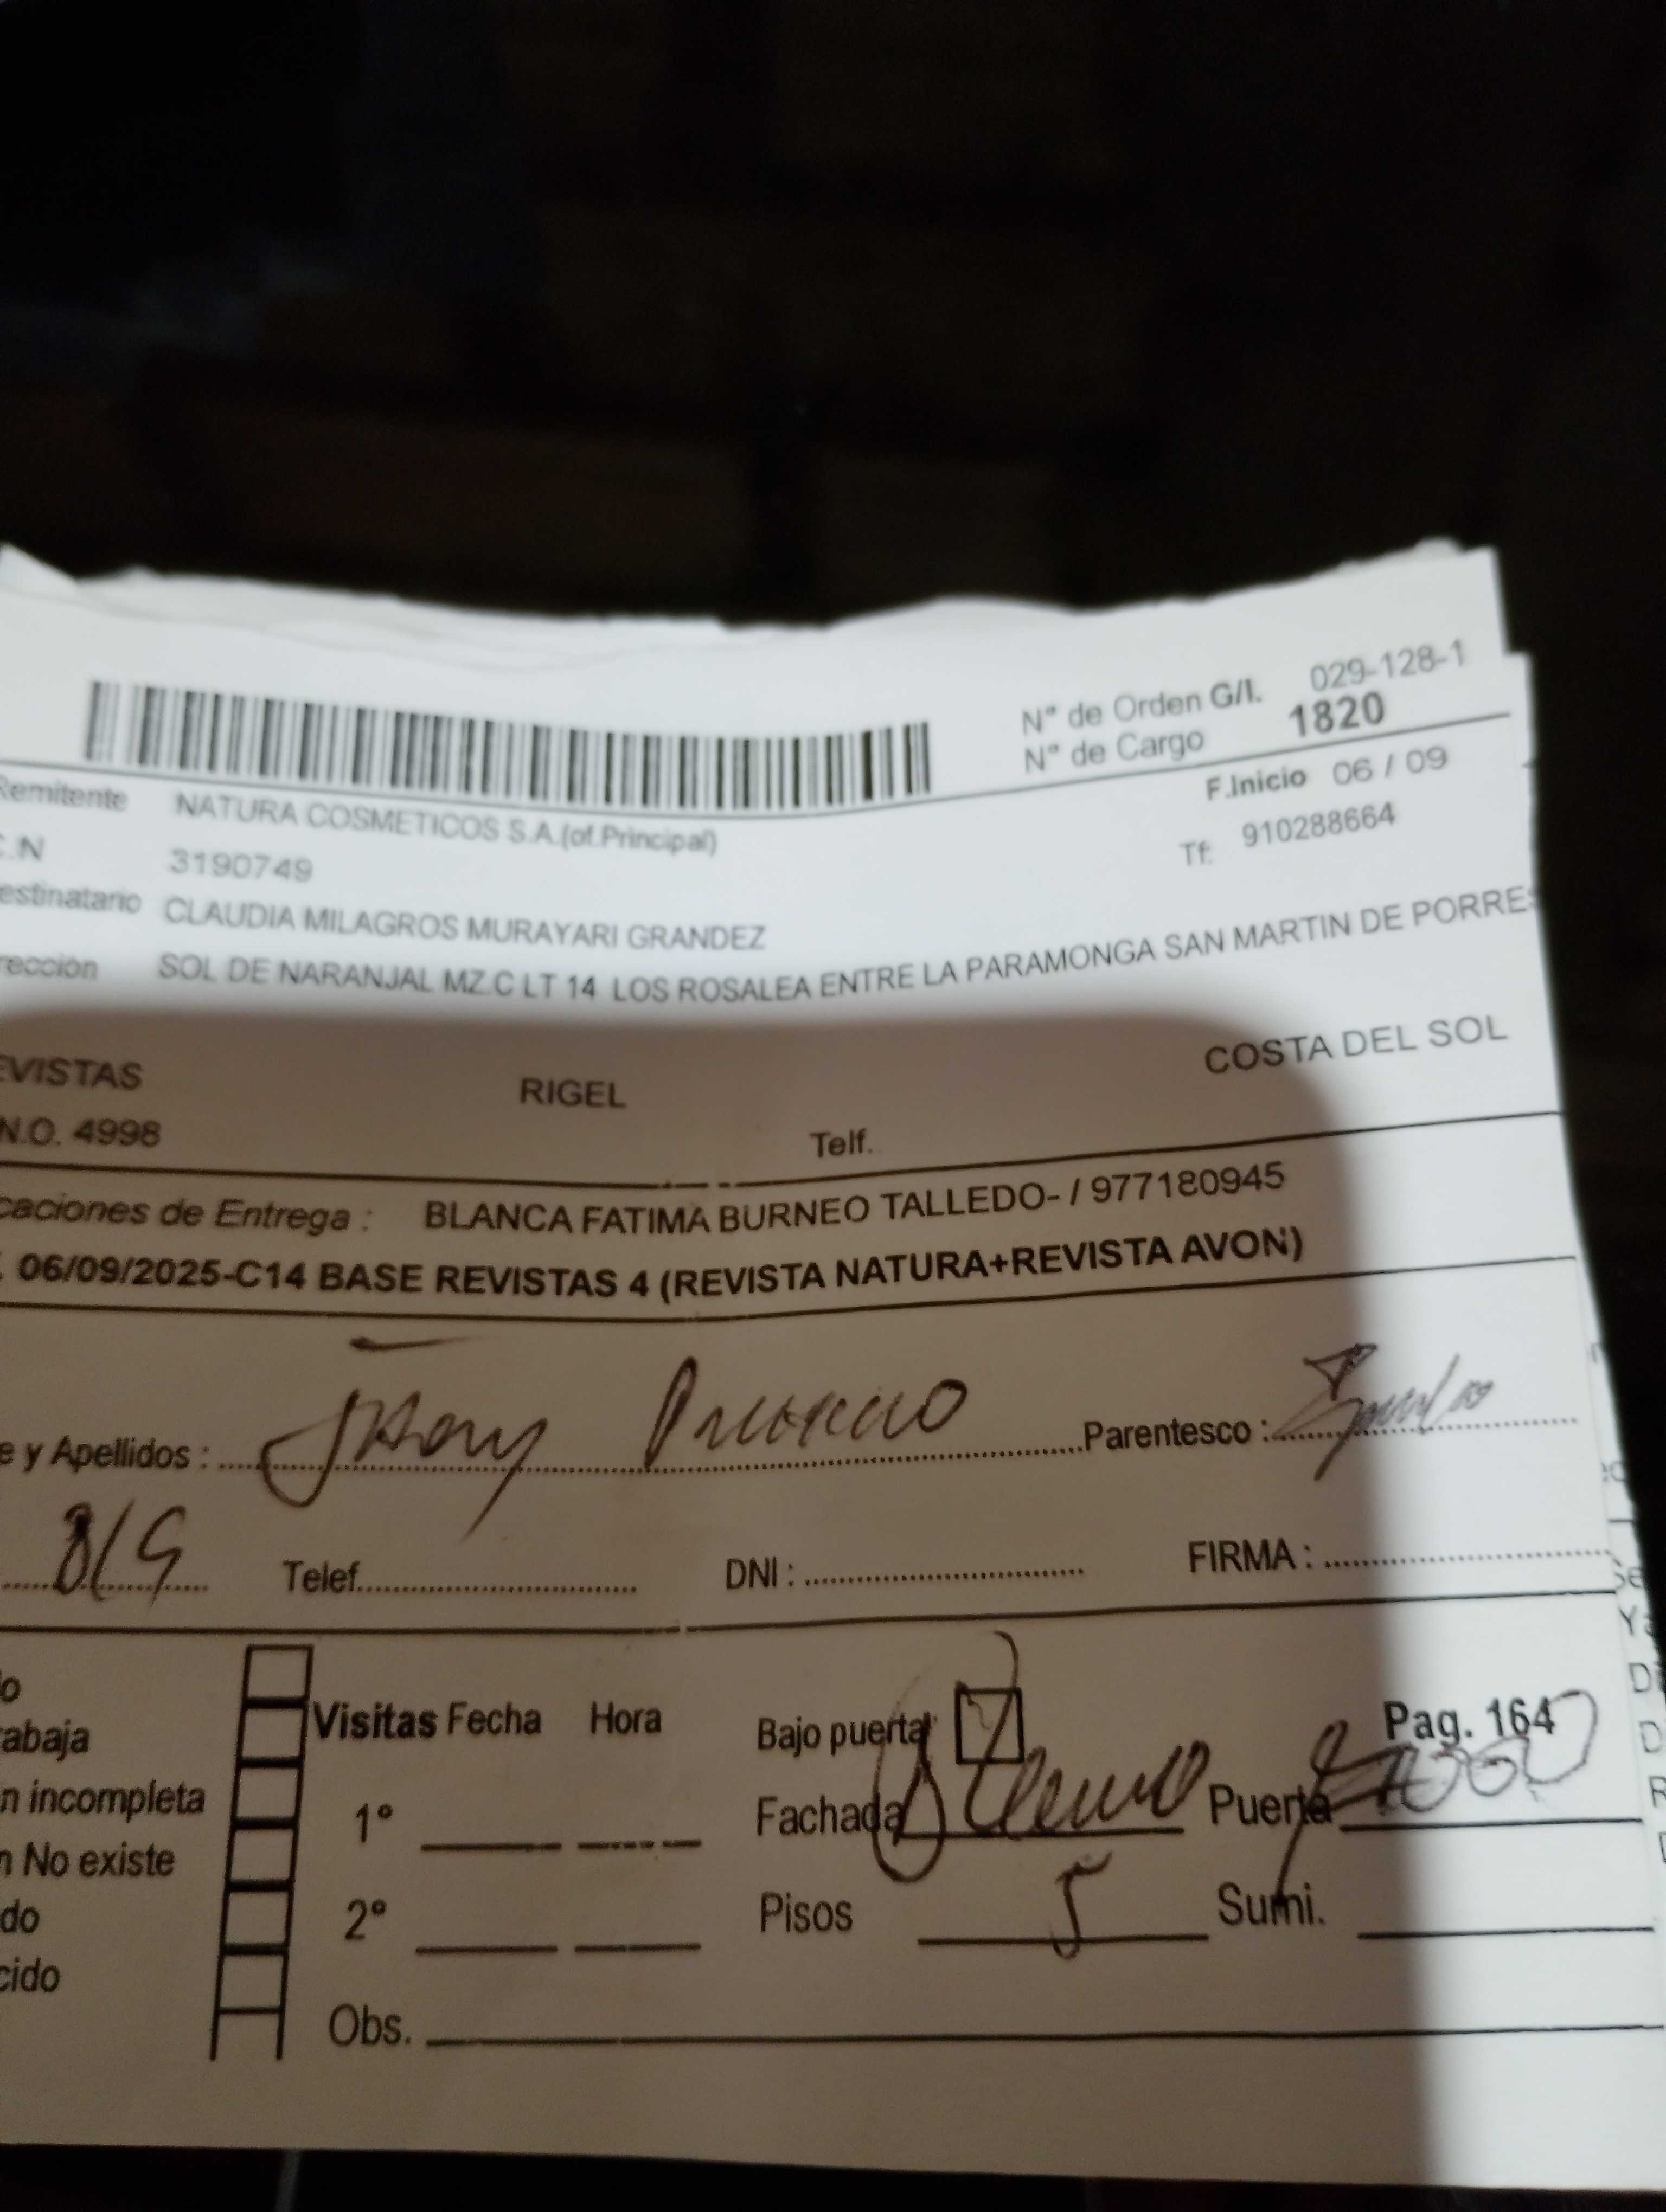 N° de Orden G/I. 029-128-1
N° de Cargo 1820
Remitente NATURA COSMETICOS S.A.(of.Principal) F.Inicio 06 / 09
C.N 3190749 Tf: 910288664
estinatario CLAUDIA MILAGROS MURAYARI GRANDEZ
rección SOL DE NARANJAL MZ.C LT 14 LOS ROSALEA ENTRE LA PARAMONGA SAN MARTIN DE PORRES
EVISTAS RIGEL COSTA DEL SOL
N.O. 4998 Telf.
caciones de Entrega : BLANCA FATIMA BURNEO TALLEDO- / 977180945
06/09/2025-C14 BASE REVISTAS 4 (REVISTA NATURA+REVISTA AVON)
e y Apellidos : Parentesco :
8/9 Telef. DNI : FIRMA :
o
abaja Visitas Fecha Hora Bajo puerta Pag. 164
n incompleta 1° Fachada Puerta
n No existe
do 2° Pisos 5 Sumi.
cido
Obs.